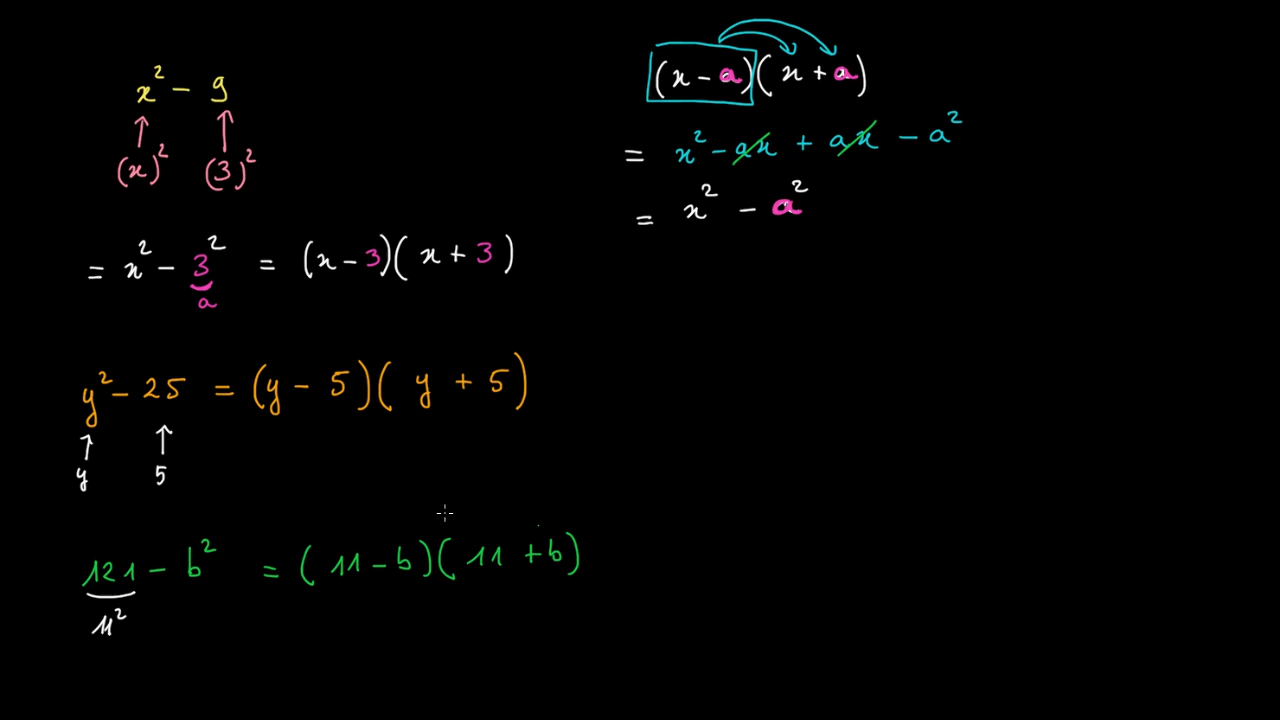 x² - 9
(x)² (3)²
= x² - 3² = (x - 3)(x + 3)
a
y² - 25 = (y - 5)(y + 5)
y 5
121 - b² = (11 - b)(11 + b)
11²
(x - a)(x + a)
= x² - ax + ax - a²
= x² - a²